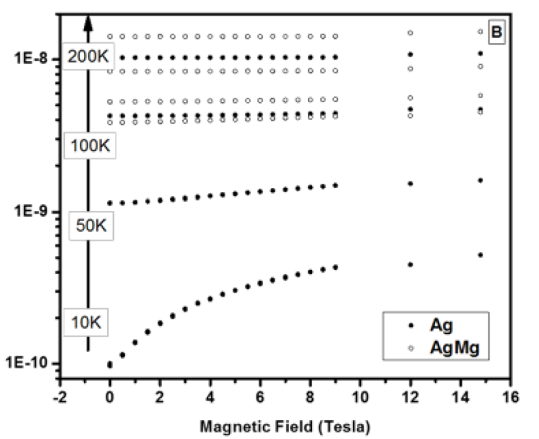 B
1E-8
200K
100K
1E-9
50K
10K
1E-10
Ag
AgMg
-2 0 2 4 6 8 10 12 14 16
Magnetic Field (Tesla)